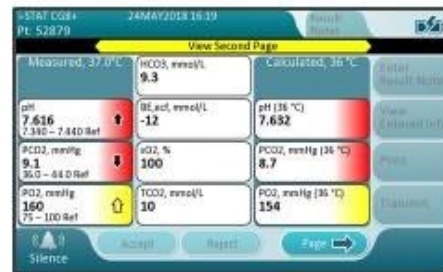 i-STAT CG8+ 24MAY2018 16:19
Pt: 52879
Result Notes
View Second Page
Measured, 37.0°C
HCO3, mmol/L
9.3
Calculated, 36 °C
Enter
Result Notes
pH
7.616
7.340 – 7.440 Ref
BE,ecf, mmol/L
-12
pH (36 °C)
7.632
View
Entered Info
PCO2, mmHg
9.1
36.0 – 44.0 Ref
sO2, %
100
PCO2, mmHg (36 °C)
8.7
Print
PO2, mmHg
160
75 – 100 Ref
TCO2, mmol/L
10
PO2, mmHg (36 °C)
154
Transmit
Silence
Accept
Reject
Page